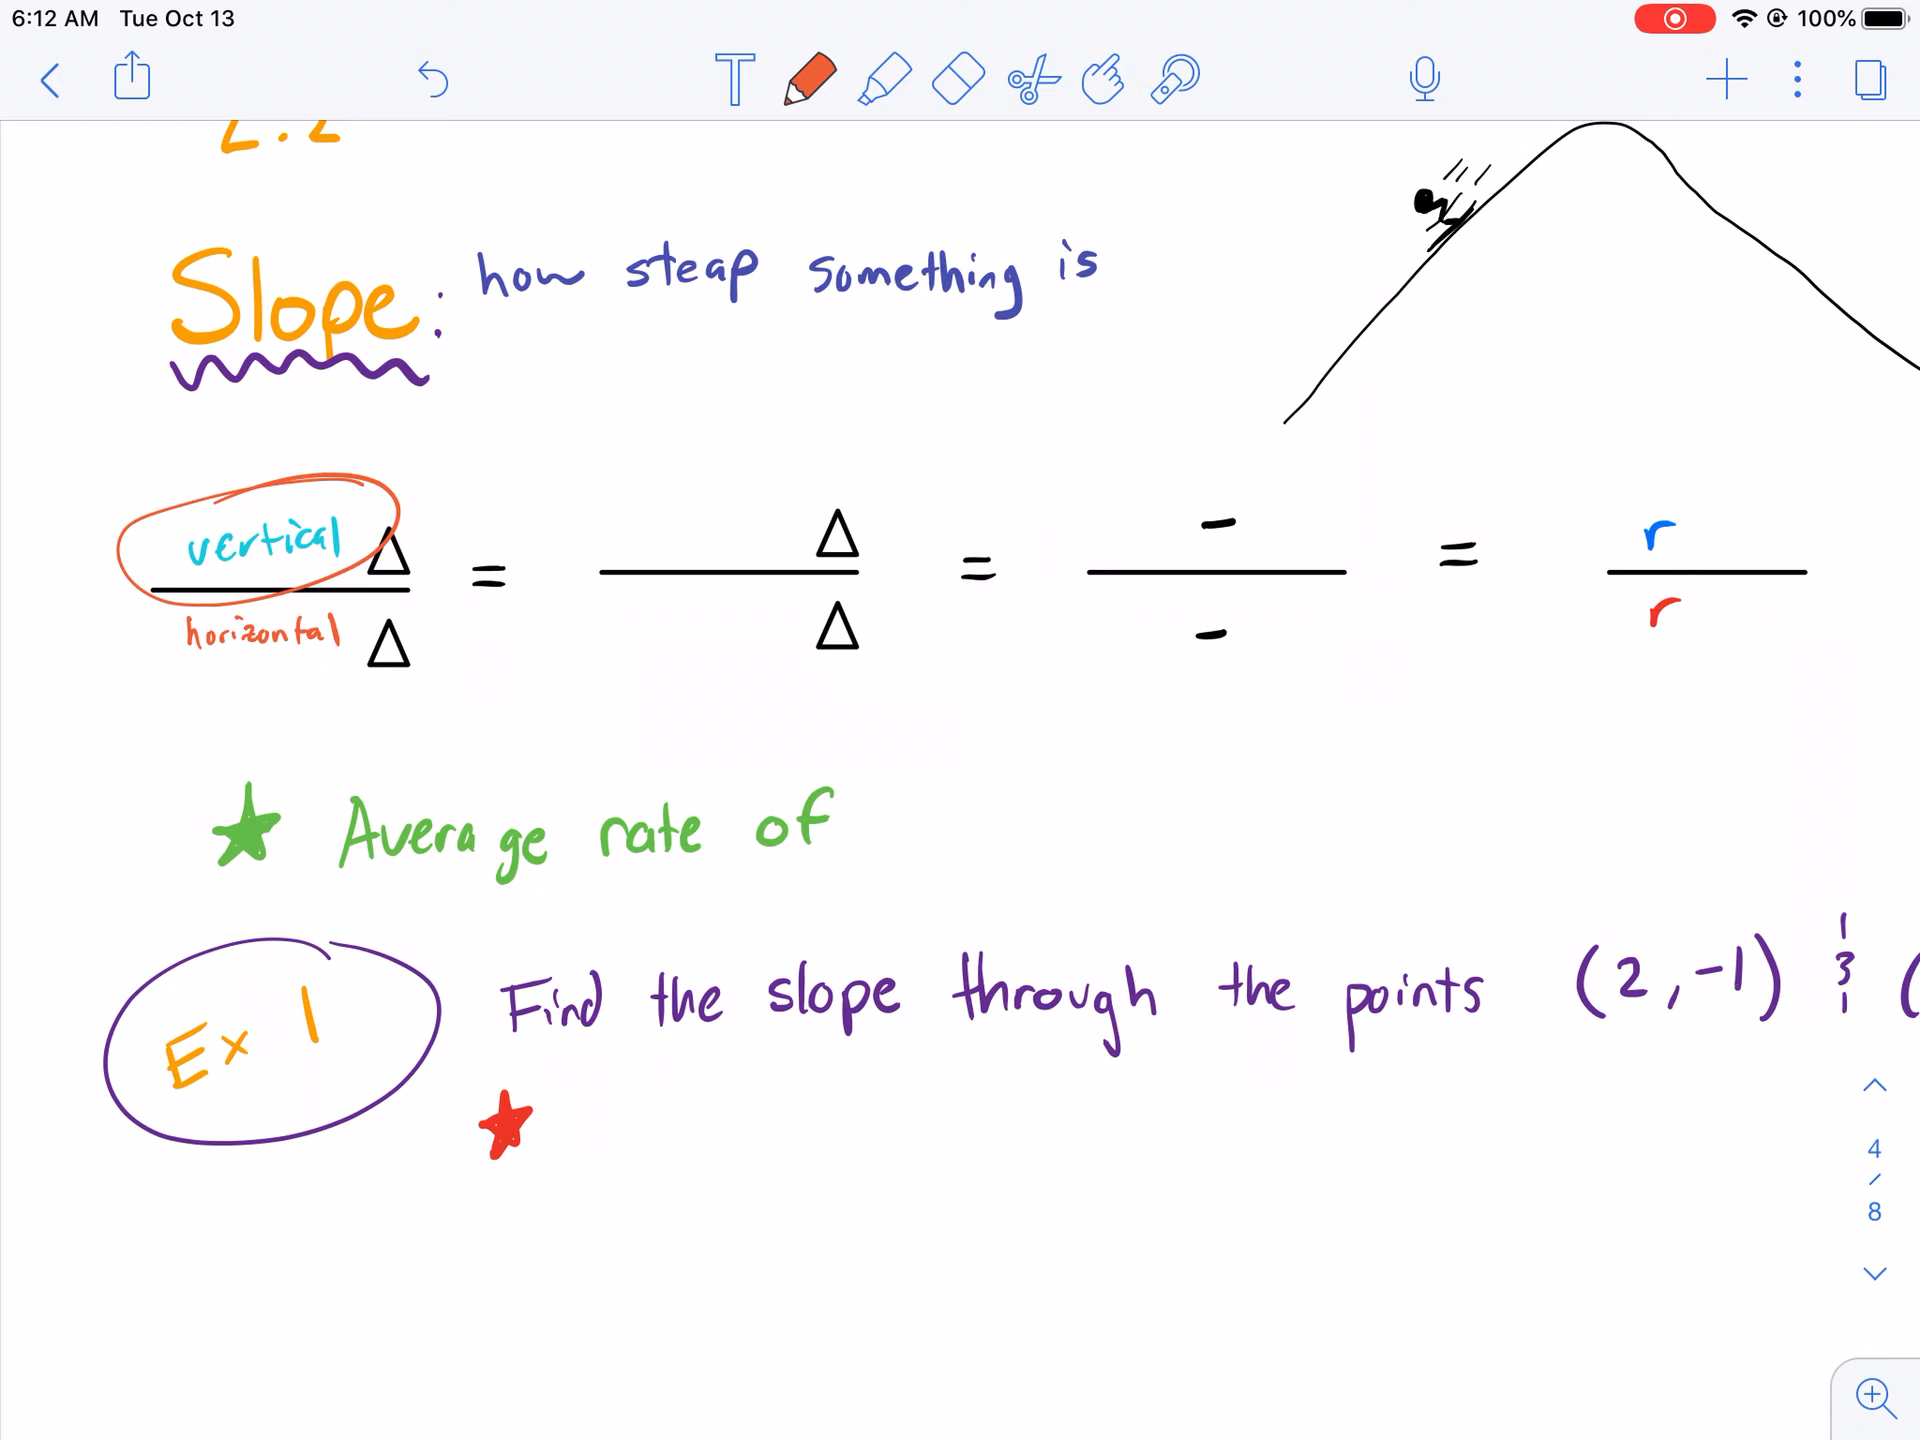 6:12 AM Tue Oct 13 100%
2.2
Slope: how steap something is
vertical Δ = Δ = - = r
horizontal Δ Δ - r
★ Average rate of
Ex 1 Find the slope through the points (2,-1) & (
4
/
8